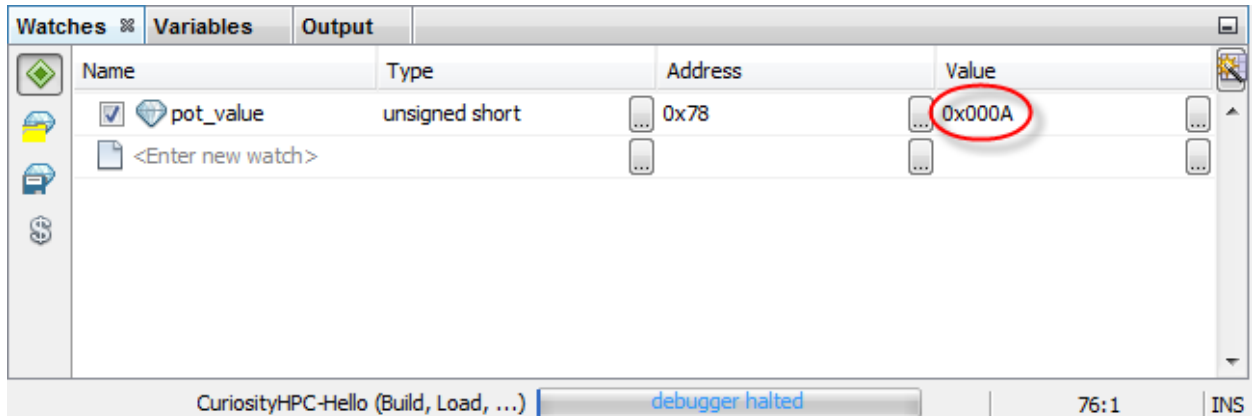 Watches Variables Output
Name Type Address Value
pot_value unsigned short ... 0x78 ... 0x000A ...
<Enter new watch> ... ... ...
CuriosityHPC-Hello (Build, Load, ...) debugger halted 76:1 INS